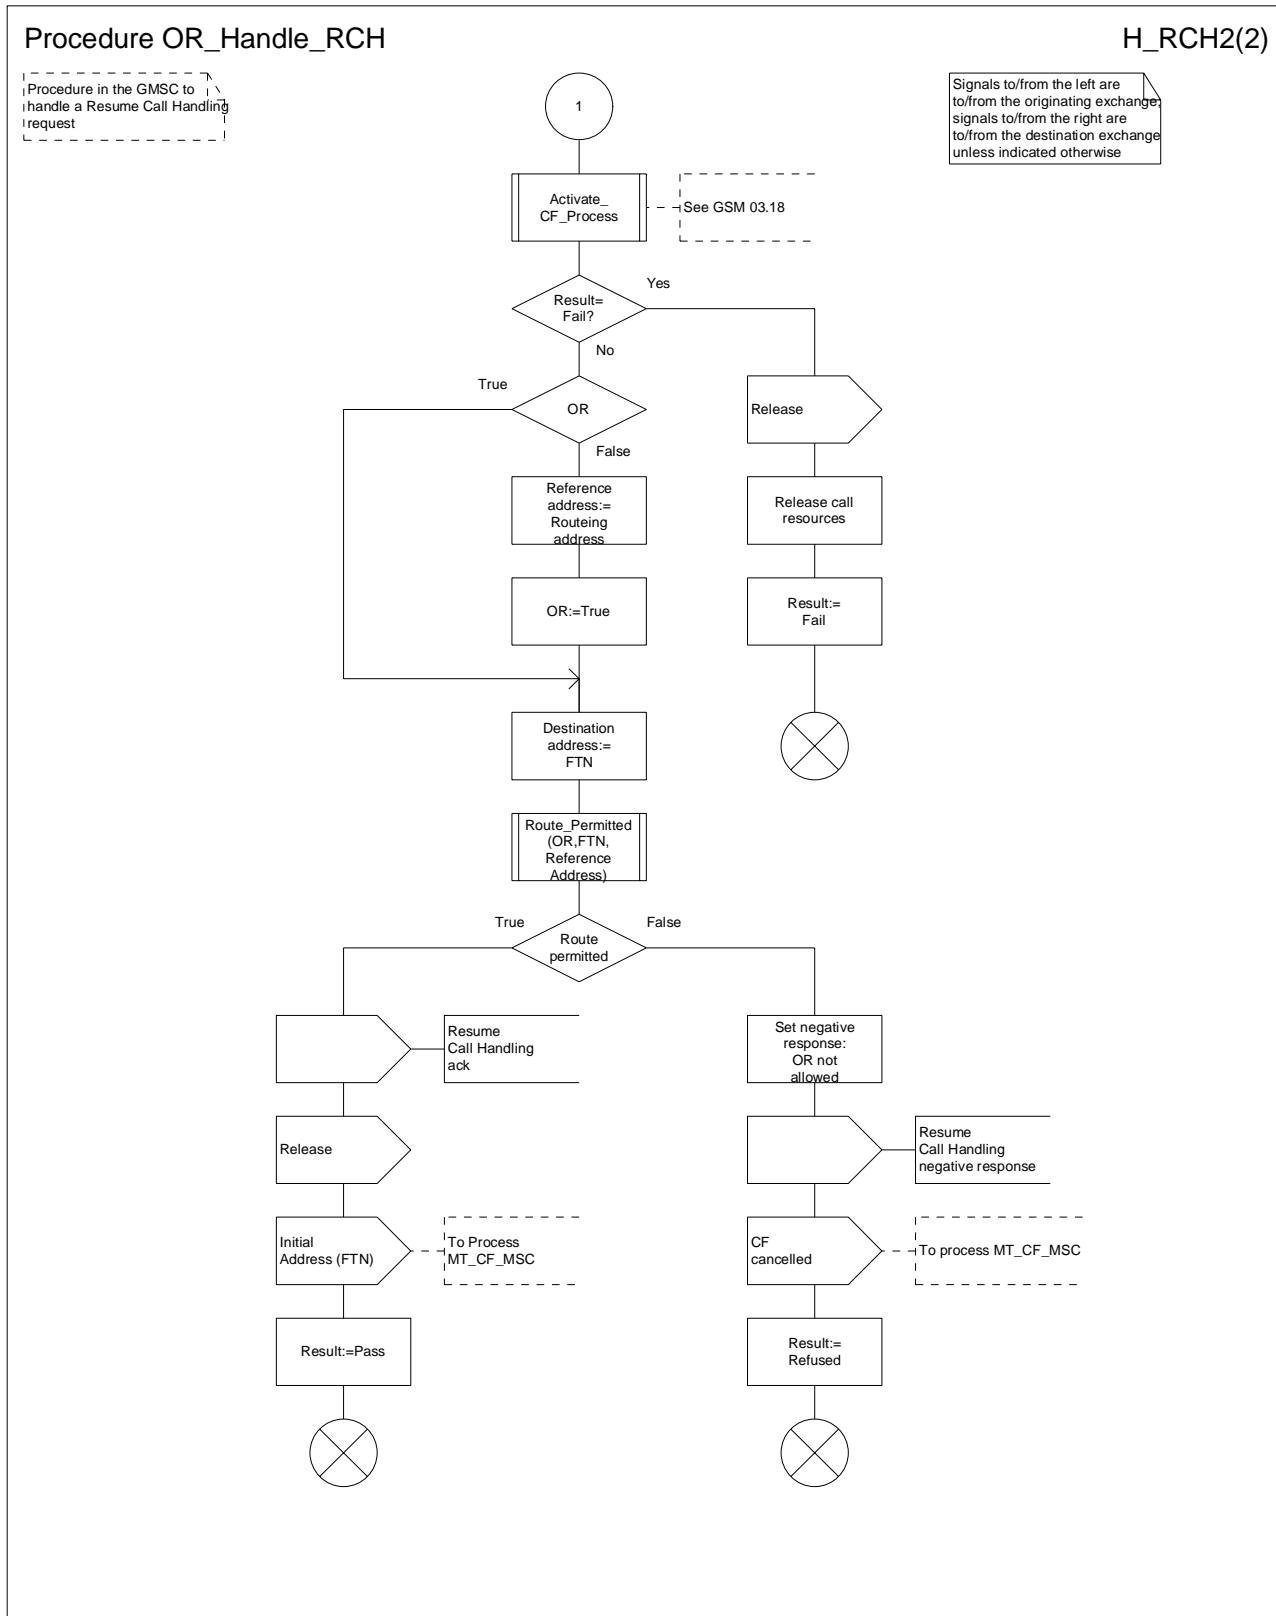 Procedure OR_Handle_RCH
H_RCH2(2)
Procedure in the GMSC to
handle a Resume Call Handling
request
Signals to/from the left are
to/from the originating exchange;
signals to/from the right are
to/from the destination exchange
unless indicated otherwise
1
Activate_
CF_Process
See GSM 03.18
Result=
Fail?
Yes
No
True
OR
False
Release
Reference
address:=
Routeing
address
Release call
resources
OR:=True
Result:=
Fail
Destination
address:=
FTN
Route_Permitted
(OR,FTN,
Reference
Address)
True
Route
permitted
False
Resume
Call Handling
ack
Set negative
response:
OR not
allowed
Release
Resume
Call Handling
negative response
Initial
Address (FTN)
To Process
MT_CF_MSC
CF
cancelled
To process MT_CF_MSC
Result:=Pass
Result:=
Refused